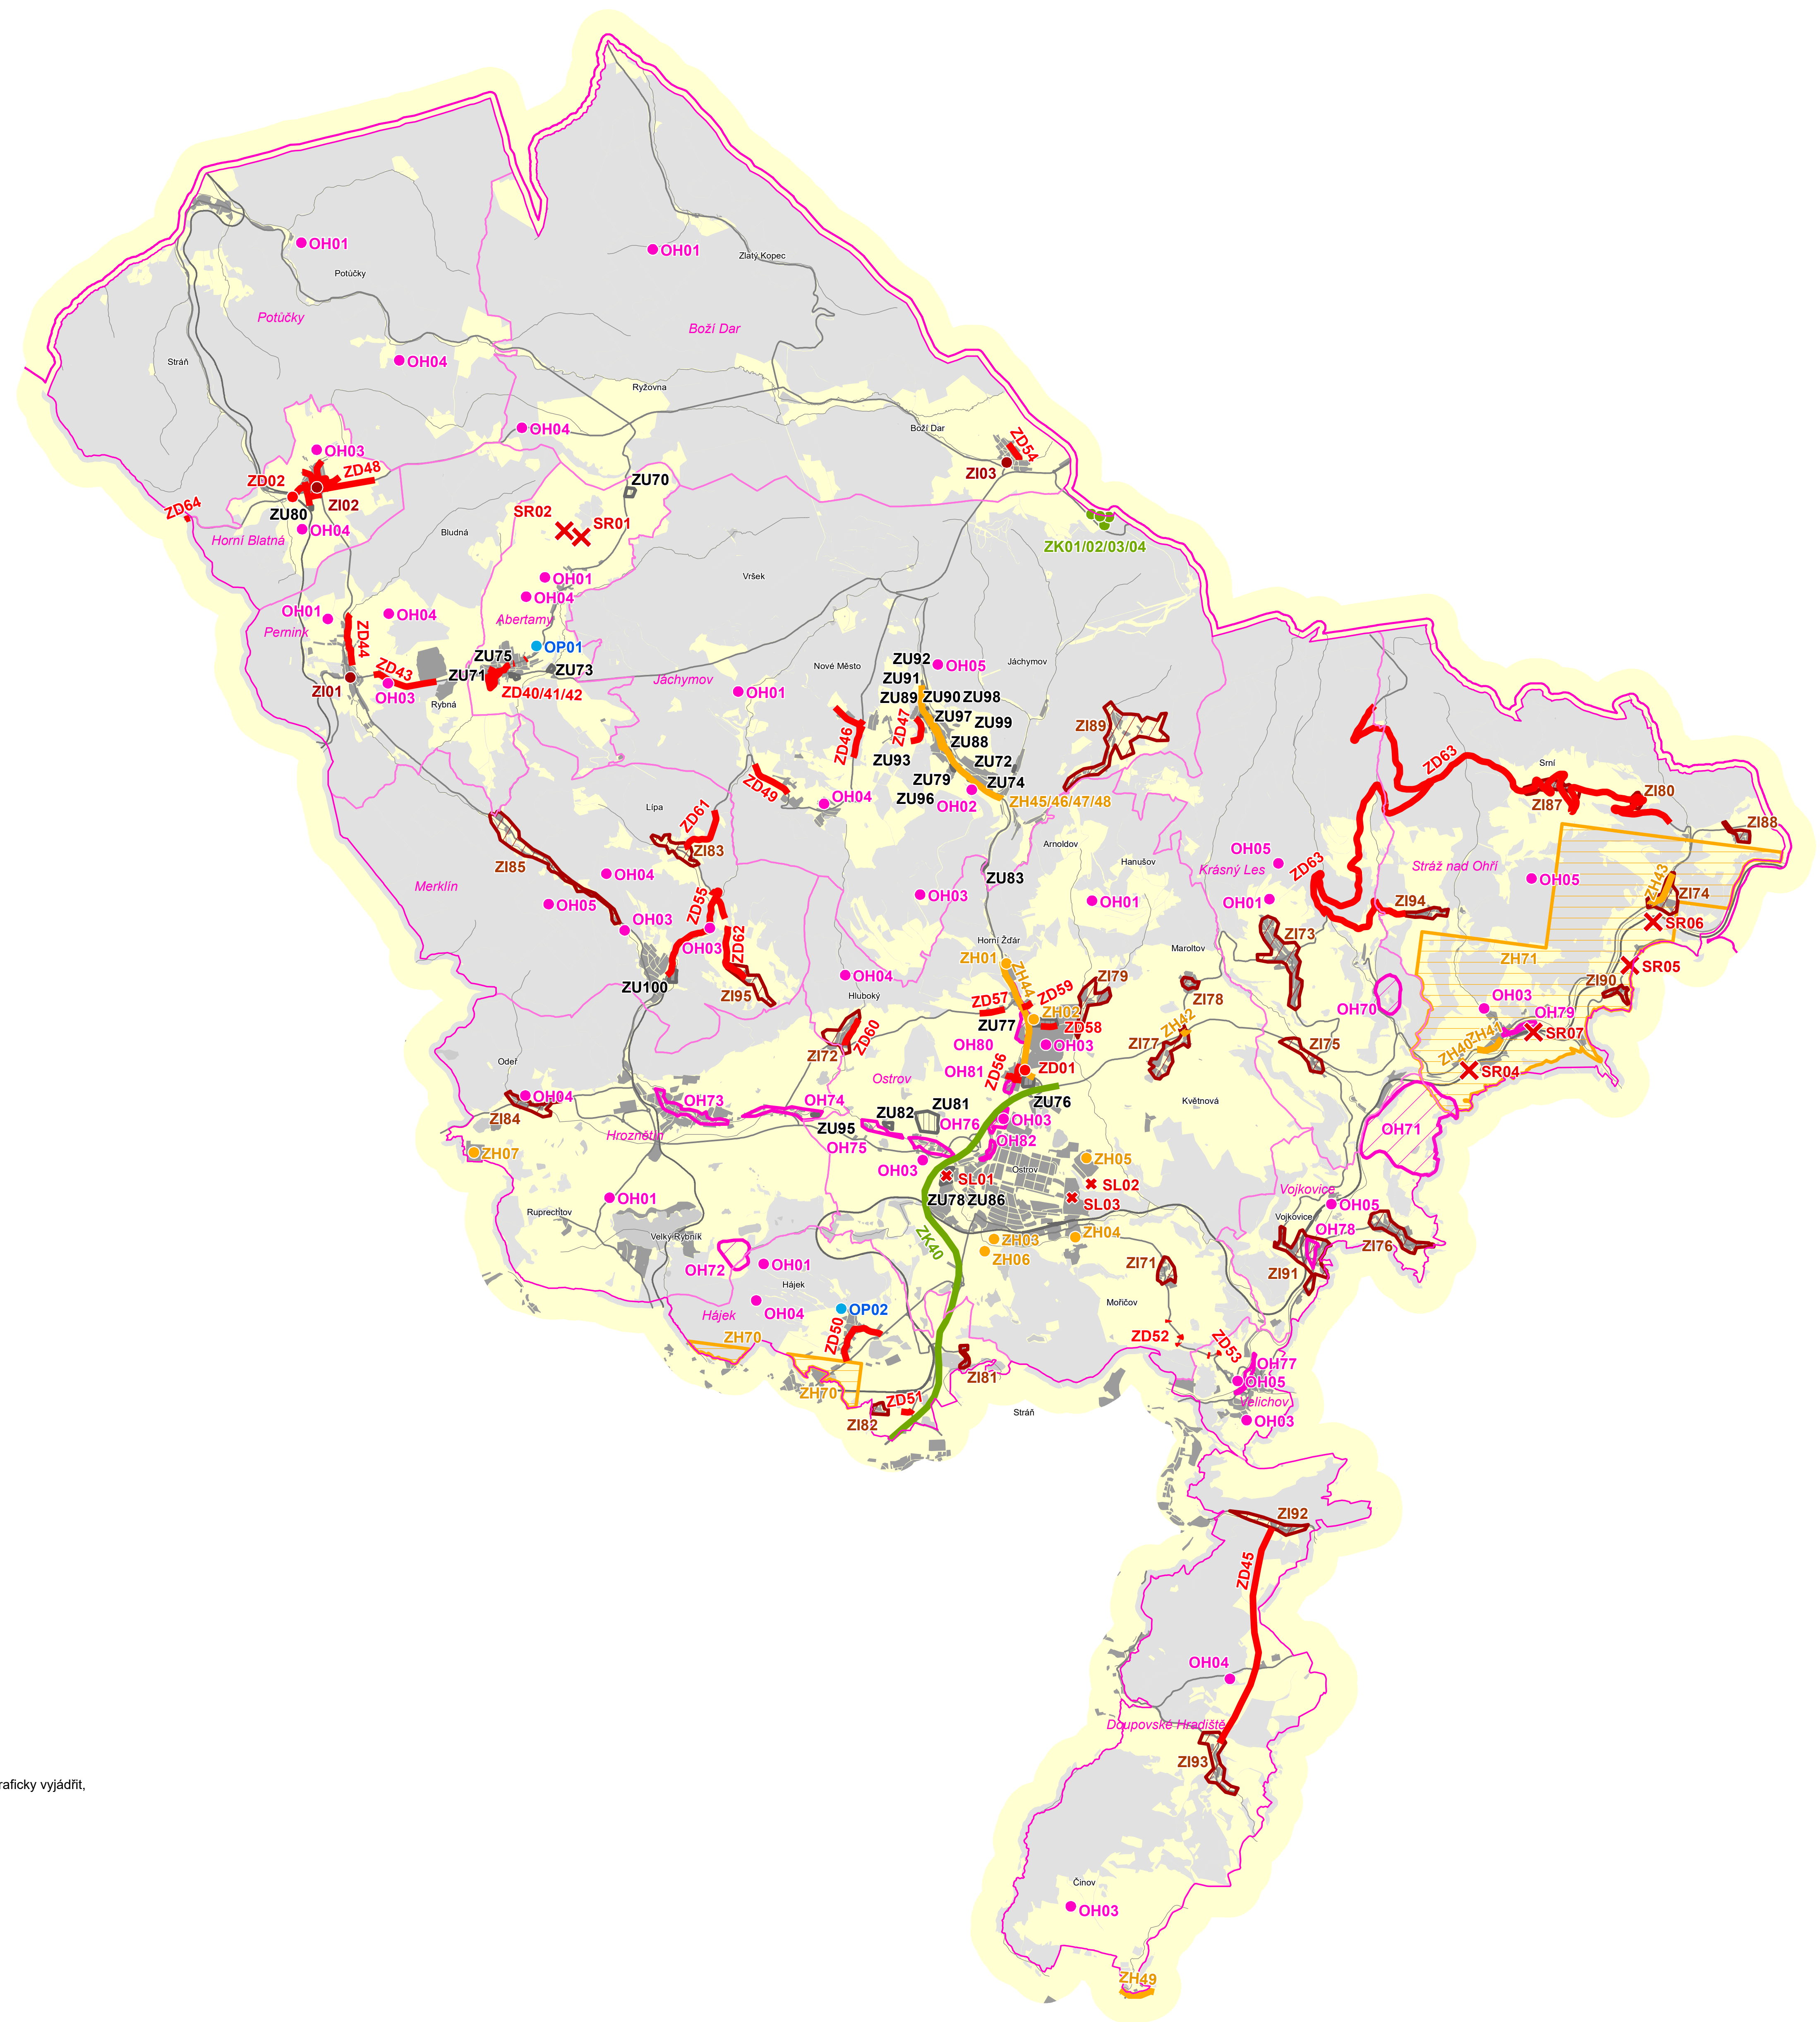 OH01
OH01
Zlatý Kopec
Potůčky
Potůčky
Boží Dar
Stráň
OH04
Ryžovna
OH04
Boží Dar
ZD54
OH03
ZD48
ZI03
ZD02
ZI02
ZU70
ZD64
ZU80
SR02
SR01
OH04
Horní Blatná
Bludná
ZK01/02/03/04
Vršek
OH01
OH04
OH01
OH04
Pernink
Abertamy
ZD44
OP01
ZU75
ZU92
OH05
Jáchymov
Nové Město
ZD43
ZU71
ZU73
ZU91
Jáchymov
ZI01
OH03
ZD40/41/42
OH01
ZU89
ZU90
ZU98
Rybná
ZU97
ZU99
ZI89
ZD46
ZD47
ZU88
ZU93
ZU72
ZD63
Srní
ZD49
ZU79
ZU74
ZI80
OH04
ZU96
OH02
ZH45/46/47/48
ZI87
Lípa
ZD61
ZI88
Arnoldov
ZI83
OH05
Hanušov
ZI85
Krásný Les
ZD63
Stráž nad Ohří
OH04
ZU83
OH05
ZH43
Merklín
OH03
OH01
OH01
ZI74
OH05
ZD55
ZI94
OH03
SR06
OH03
ZD62
Horní Žďár
ZI73
Maroltov
ZH01
ZH71
SR05
ZH44
ZI79
OH04
ZU100
ZI95
ZI78
ZI90
Hluboký
ZD57
ZD59
OH70
OH03
ZH02
OH79
ZU77
ZD58
ZH42
SR07
ZD60
OH80
OH03
ZI77
ZI75
ZH40
ZH41
ZI72
Odeř
OH81
ZD56
ZD01
SR04
Ostrov
OH04
OH73
OH74
ZU81
ZU76
Květnová
ZI84
ZU82
OH76
OH03
ZU95
OH71
Hroznětín
OH75
OH82
ZH07
OH03
Ostrov
ZH05
SL01
SL02
Vojkovice
OH01
ZU78
ZU86
SL03
OH05
Ruprechtov
Vojkovice
OH78
Velký Rybník
ZK40
ZH03
ZH04
ZI76
ZH06
OH72
OH01
ZI71
ZI91
Hájek
Mořičov
OH04
OP02
Hájek
ZH70
ZD50
ZD52
ZD53
OH77
ZI81
OH05
ZH70
ZD51
Velichov
Stráň
OH03
ZI82
ZI92
ZD45
OH04
Doupovské Hradiště
ZI93
raficky vyjádřit,
Činov
OH03
ZH49